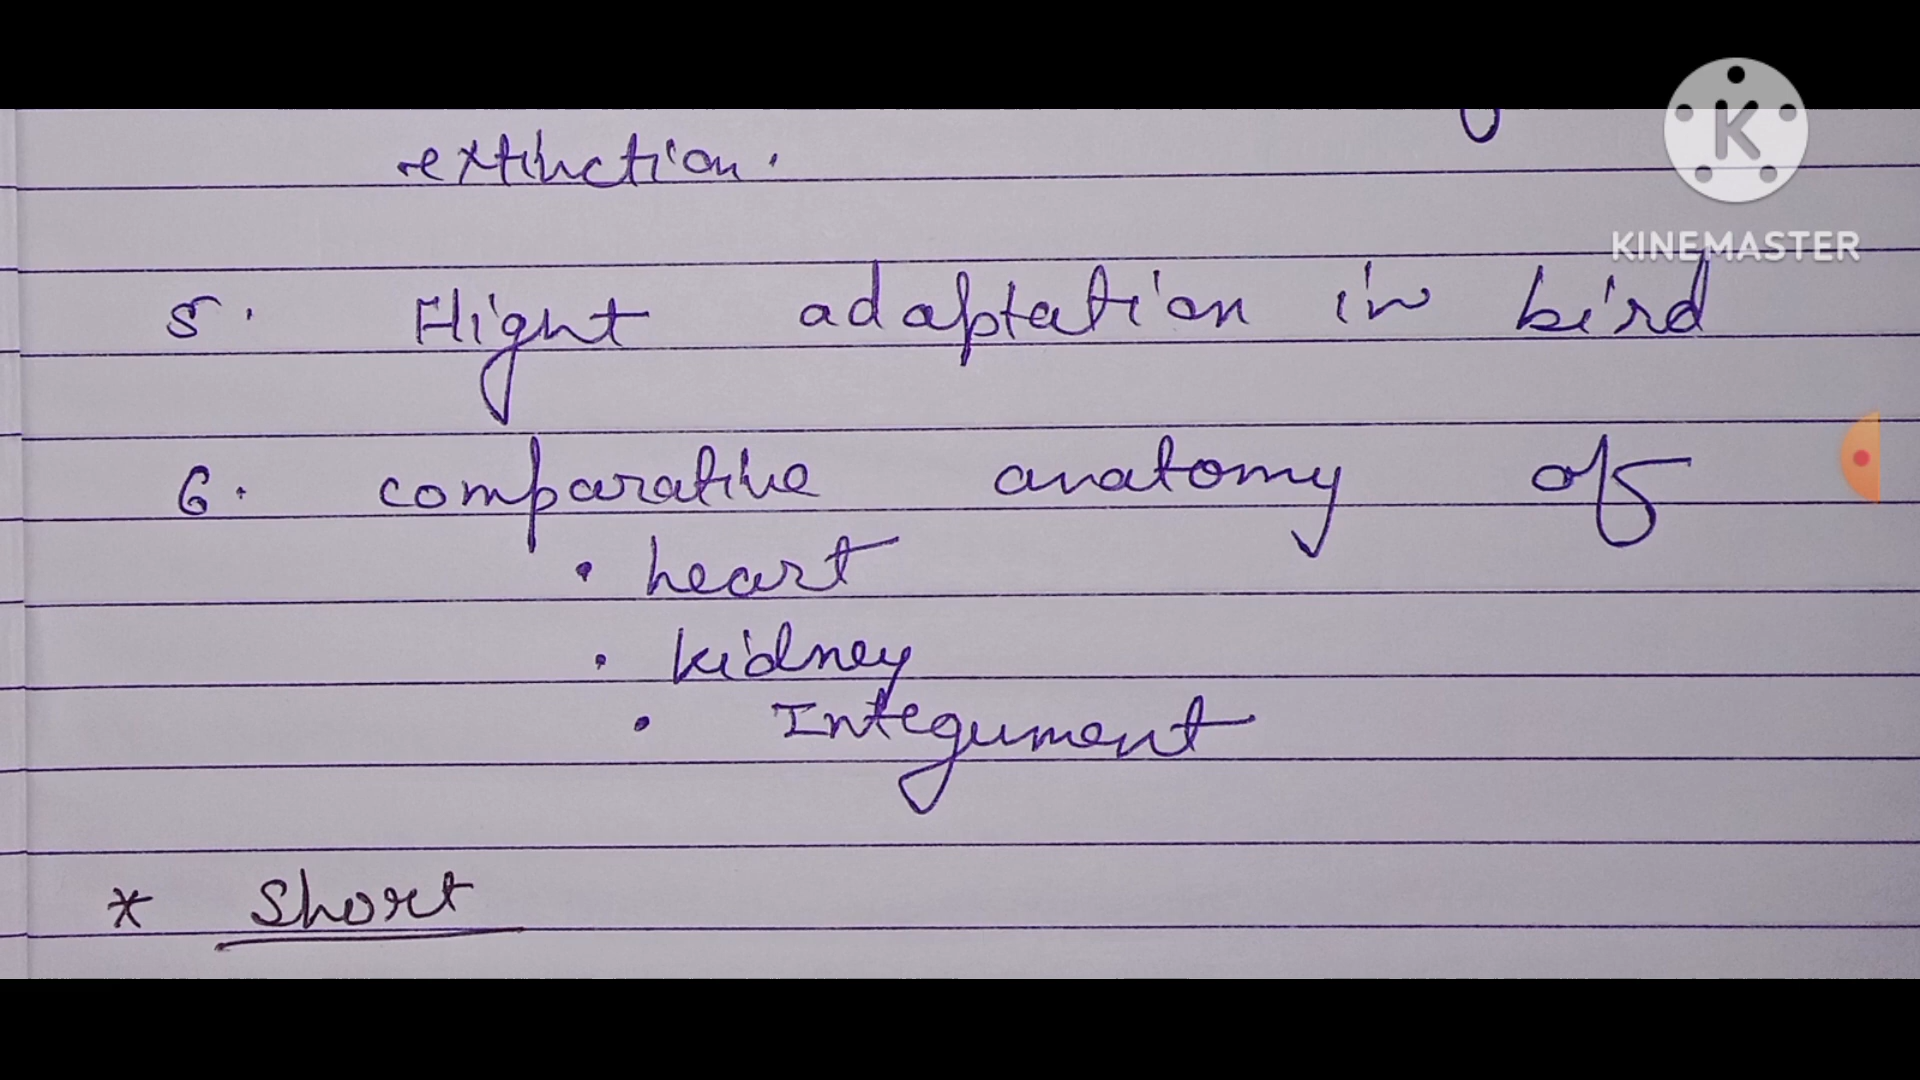 extinction.
KINEMASTER
5. Flight adaptation in bird
6. comparative anatomy of
• heart
• kidney
• Integument
* Short